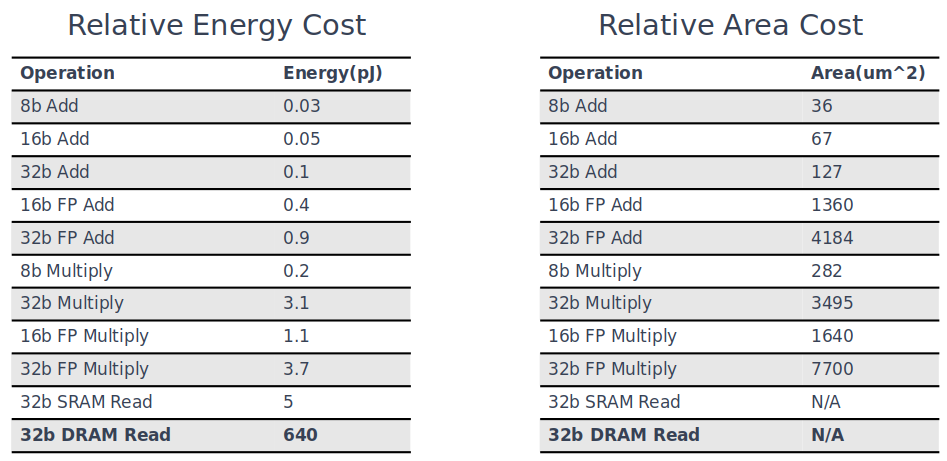 Relative Energy Cost
Operation Energy(pJ)
8b Add 0.03
16b Add 0.05
32b Add 0.1
16b FP Add 0.4
32b FP Add 0.9
8b Multiply 0.2
32b Multiply 3.1
16b FP Multiply 1.1
32b FP Multiply 3.7
32b SRAM Read 5
32b DRAM Read 640
Relative Area Cost
Operation Area(um^2)
8b Add 36
16b Add 67
32b Add 127
16b FP Add 1360
32b FP Add 4184
8b Multiply 282
32b Multiply 3495
16b FP Multiply 1640
32b FP Multiply 7700
32b SRAM Read N/A
32b DRAM Read N/A